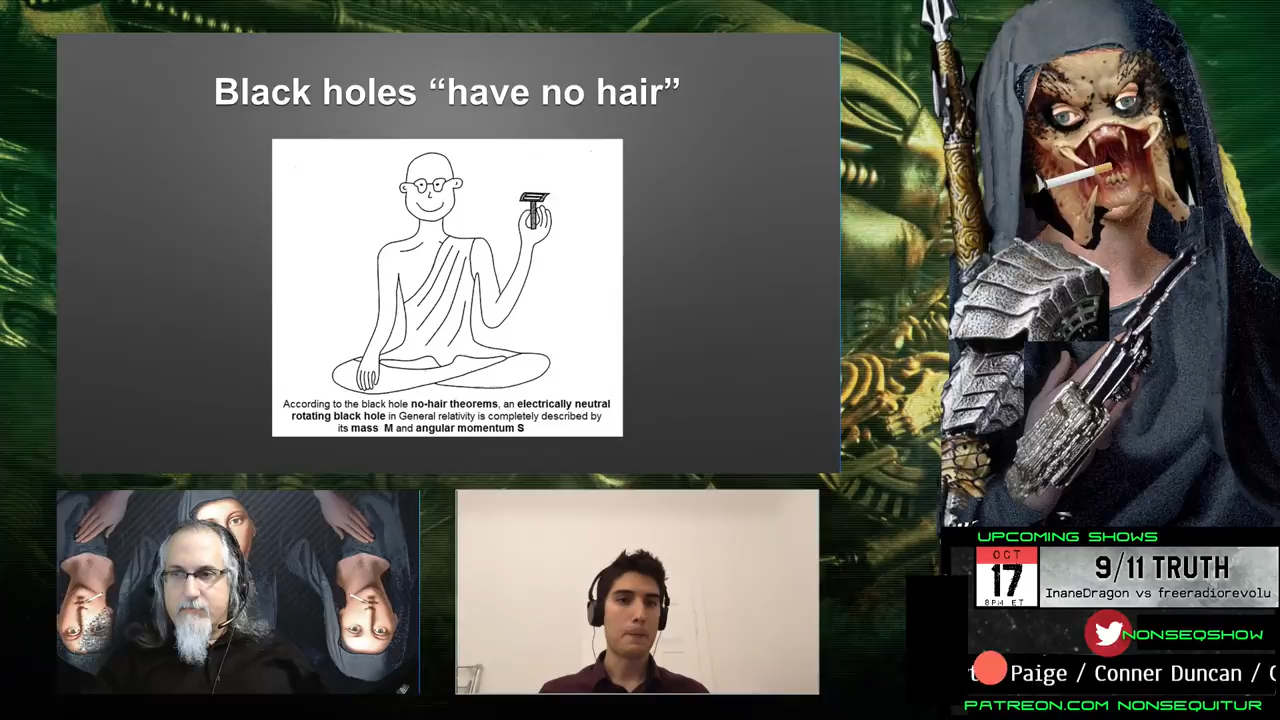 Black holes “have no hair”
According to the black hole no-hair theorems, an electrically neutral
rotating black hole in General relativity is completely described by
its mass M and angular momentum S
UPCOMING SHOWS
OCT
17
8PM ET
9/11 TRUTH
InaneDragon vs freeradiorevolu
NONSEQSHOW
Paige / Conner Duncan /
PATREON.COM NONSEQUITUR